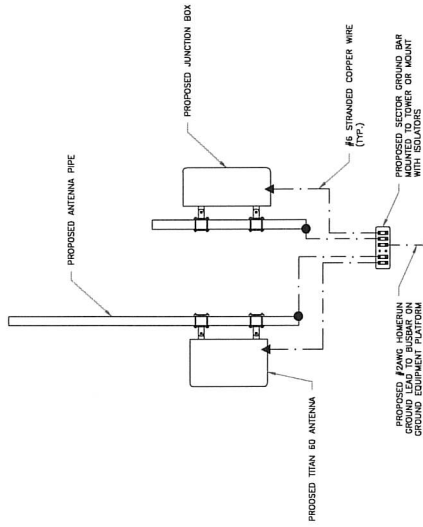 PROPOSED JUNCTION BOX
PROPOSED ANTENNA PIPE
#6 STRANDED COPPER WIRE
(TYP.)
PROPOSED SECTOR GROUND BAR
MOUNTED TO TOWER OR MOUNT
WITH ISOLATORS
PROPOSED #2AWG HOMERUN
GROUND LEAD TO BUSBAR ON
GROUND EQUIPMENT PLATFORM
PROOSED TITAN 60 ANTENNA